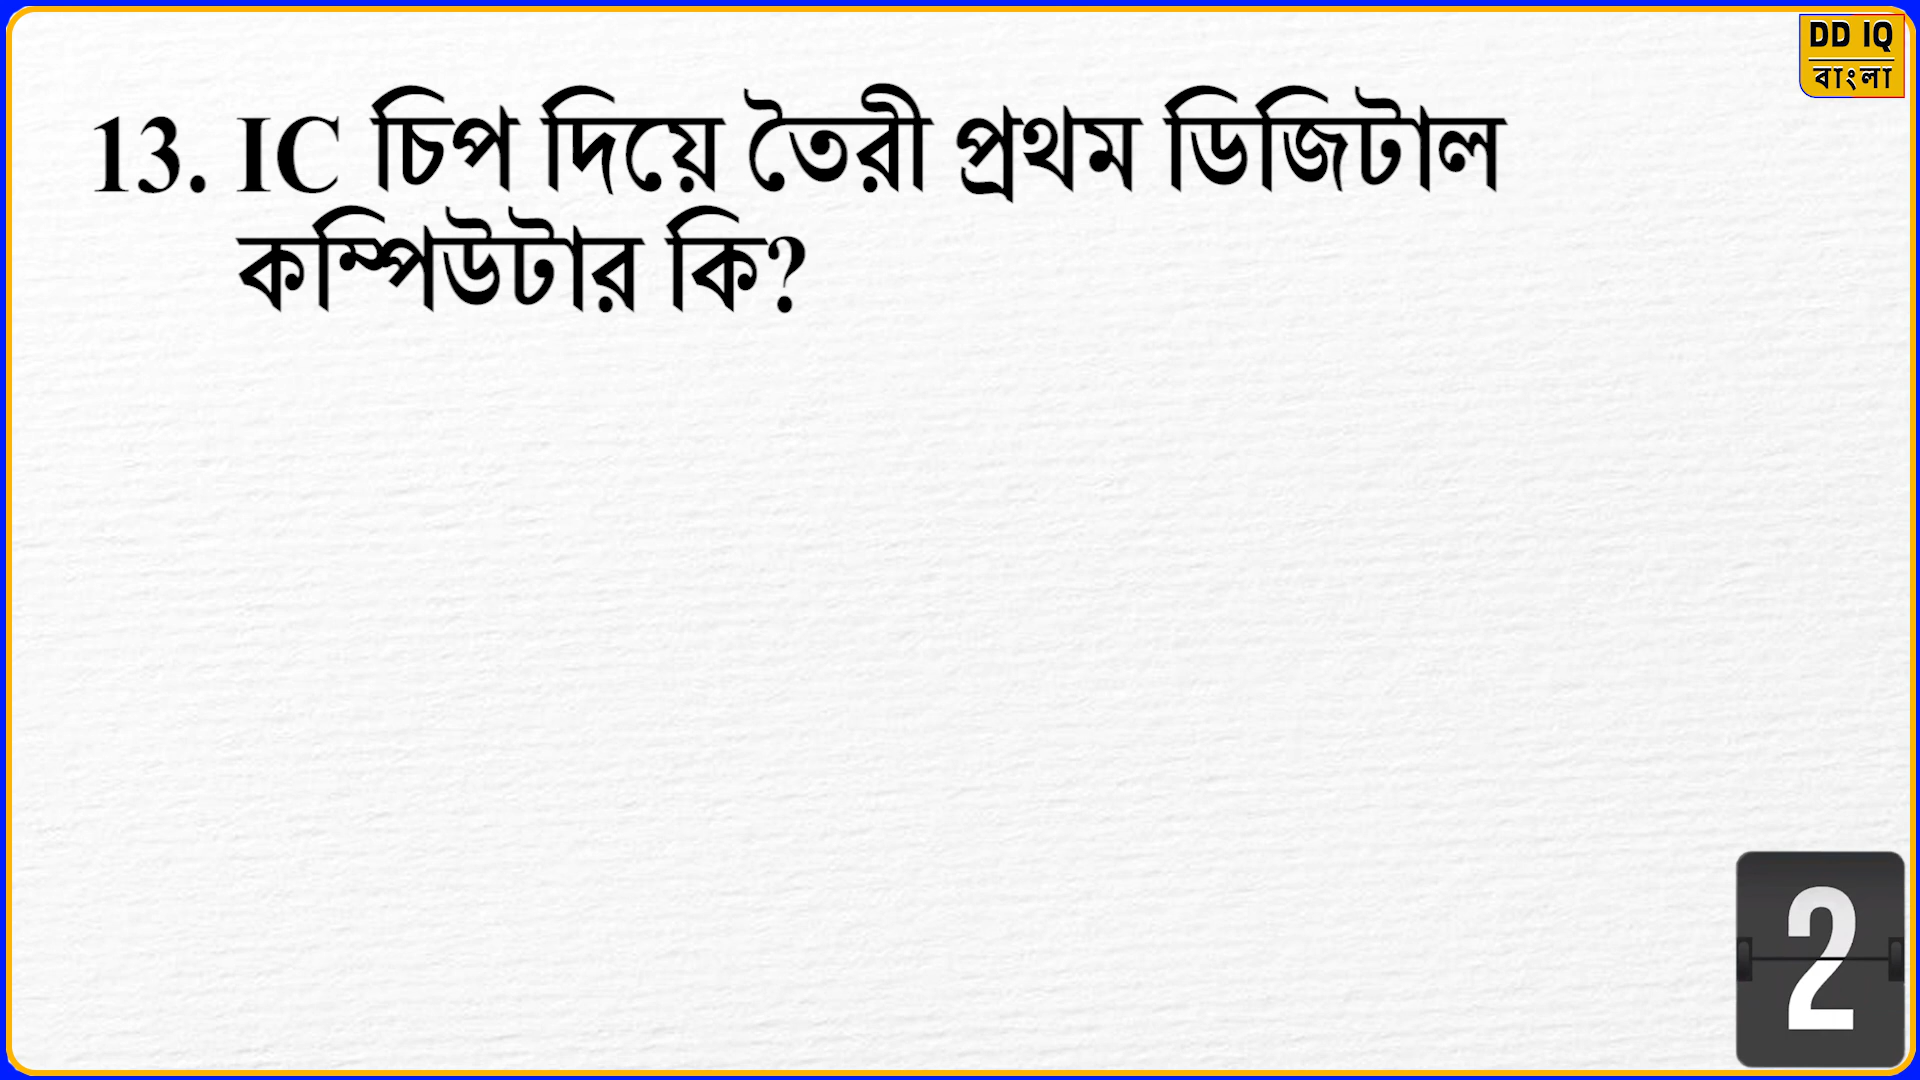 DD IQ
বাংলা
13. IC চিপ দিয়ে তৈরী প্রথম ডিজিটাল
কম্পিউটার কি?
2